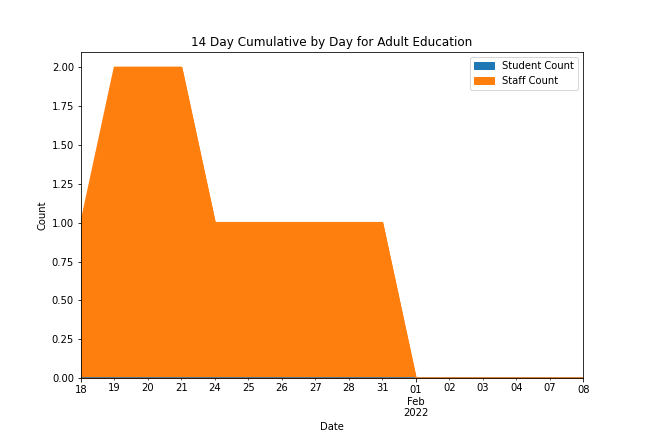 14 Day Cumulative by Day for Adult Education
Student Count
Staff Count
2.00
1.75
1.50
1.25
1.00
0.75
0.50
0.25
0.00
Count
18 19 20 21 24 25 26 27 28 31 01 02 03 04 07 08
Feb
2022
Date